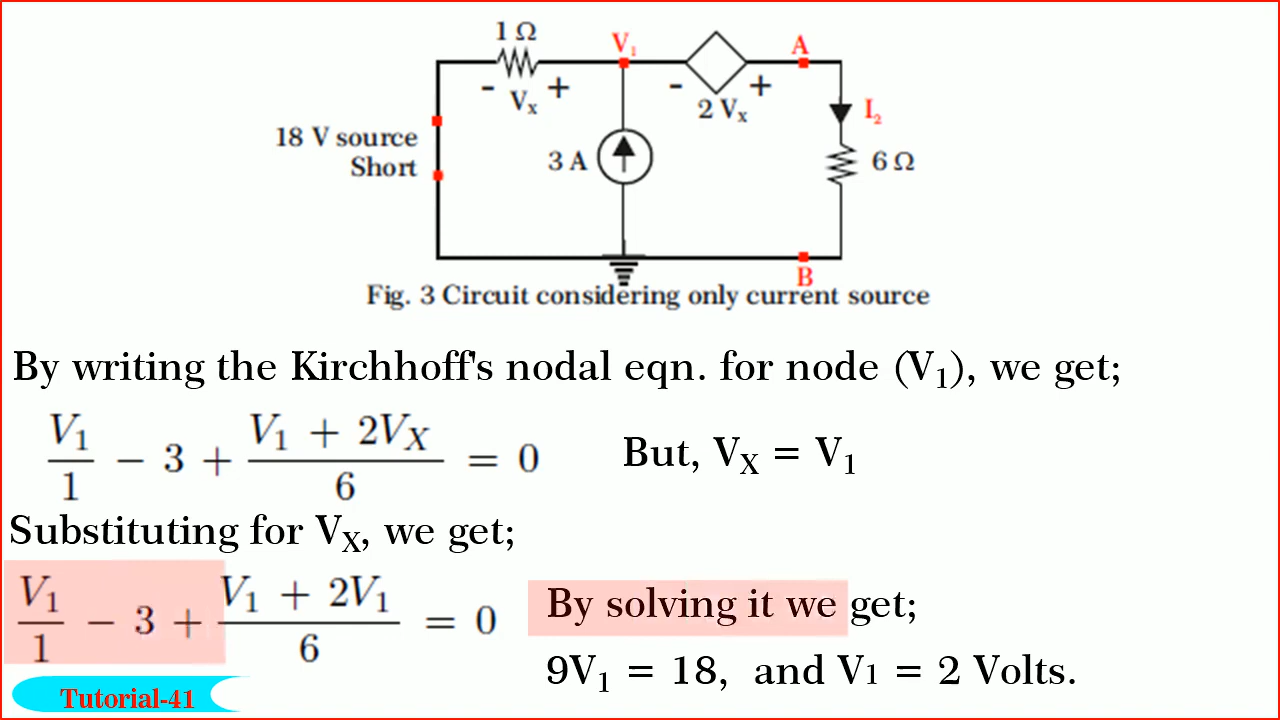 1 Ω
V₁
A
- Vₓ +
- 2 Vₓ +
I₂
18 V source
Short
3 A
6 Ω
B
Fig. 3 Circuit considering only current source
By writing the Kirchhoff's nodal eqn. for node (V₁), we get;
V₁/1 − 3 + (V₁ + 2V_X)/6 = 0 But, V_X = V₁
Substituting for V_X, we get;
V₁/1 − 3 + (V₁ + 2V₁)/6 = 0 By solving it we get;
9V₁ = 18, and V1 = 2 Volts.
Tutorial-41